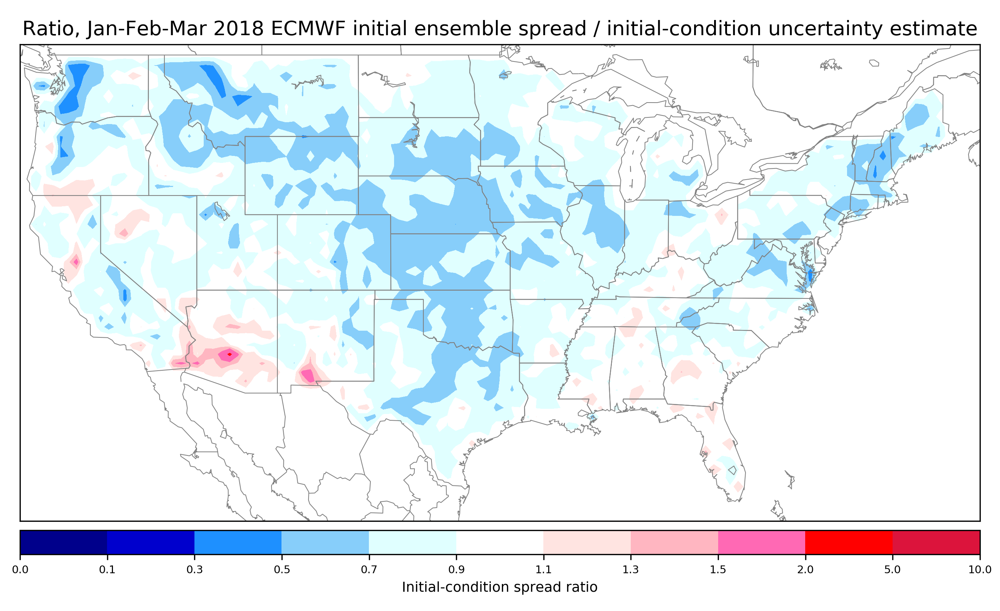 Ratio, Jan-Feb-Mar 2018 ECMWF initial ensemble spread / initial-condition uncertainty estimate
0.0 0.1 0.3 0.5 0.7 0.9 1.1 1.3 1.5 2.0 5.0 10.0
Initial-condition spread ratio